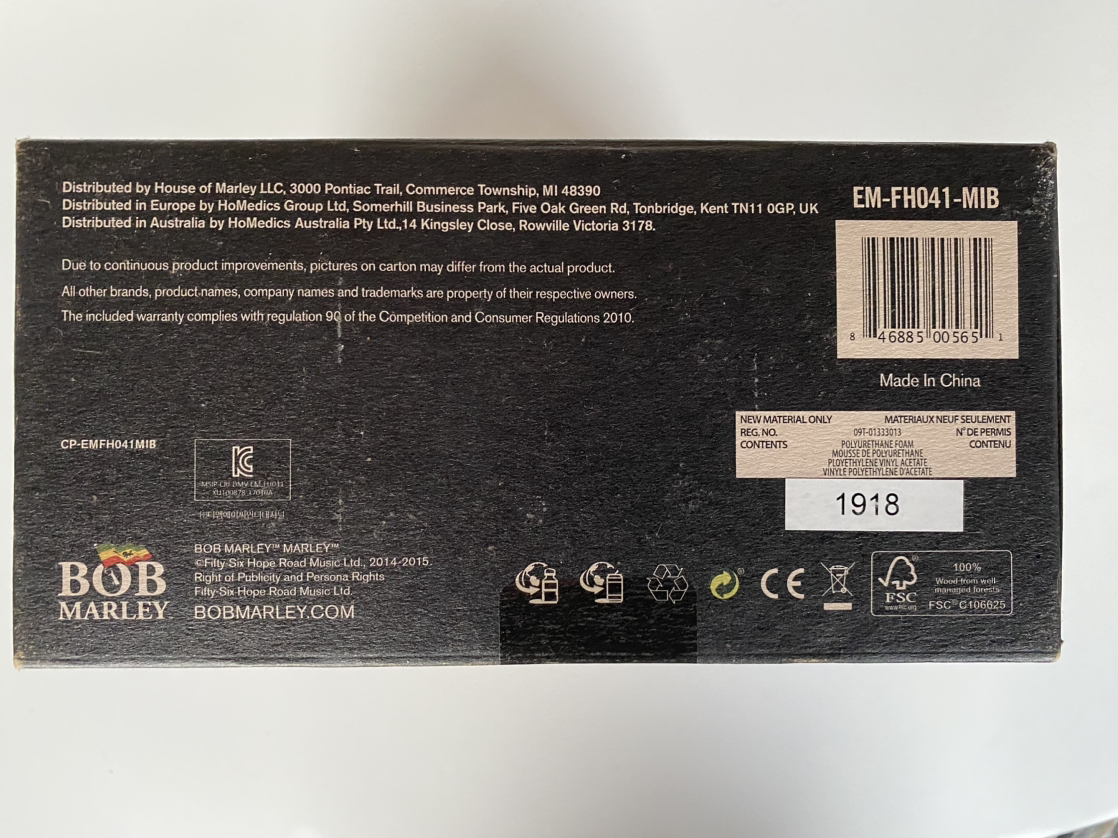 Distributed by House of Marley LLC, 3000 Pontiac Trail, Commerce Township, MI 48390
Distributed in Europe by HoMedics Group Ltd, Somerhill Business Park, Five Oak Green Rd, Tonbridge, Kent TN11 0GP, UK
Distributed in Australia by HoMedics Australia Pty Ltd.,14 Kingsley Close, Rowville Victoria 3178.
Due to continuous product improvements, pictures on carton may differ from the actual product.
All other brands, product names, company names and trademarks are property of their respective owners.
The included warranty complies with regulation 90 of the Competition and Consumer Regulations 2010.
EM-FH041-MIB
8 46885 00565 1
Made In China
NEW MATERIAL ONLY MATERIAUX NEUF SEULEMENT
REG. NO. 09T-01333013 N° DE PERMIS
CONTENTS POLYURETHANE FOAM CONTENU
MOUSSE DE POLYURETHANE
PLOYETHYLENE VINYL ACETATE
VINYLE POLYETHYLENE D'ACETATE
1918
CP-EMFH041MIB
BOB
MARLEY
BOB MARLEY™ MARLEY™
©Fifty-Six Hope Road Music Ltd., 2014-2015.
Right of Publicity and Persona Rights
Fifty-Six Hope Road Music Ltd.
BOBMARLEY.COM
CE
FSC
www.fsc.org
100%
Wood from well-
managed forests
FSC® C106625